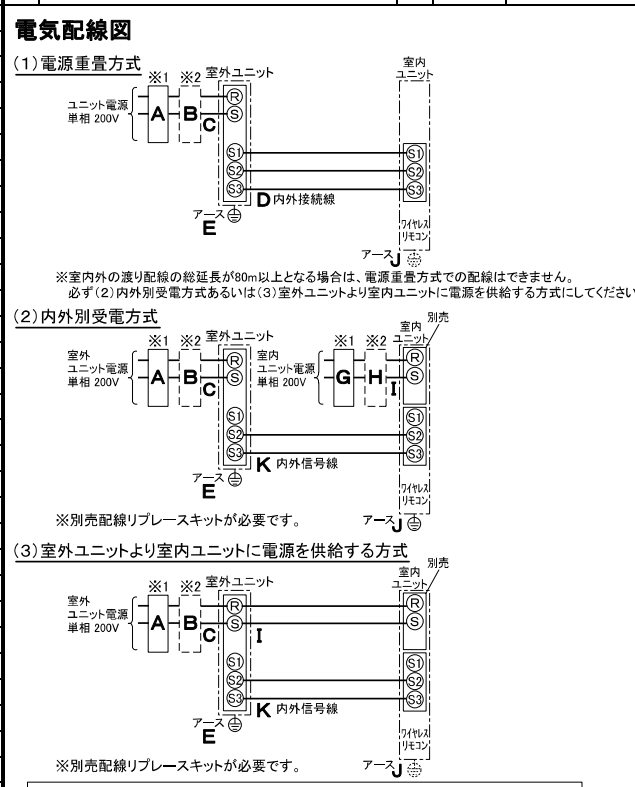 電気配線図
(1)電源重畳方式
※1 ※2 室外ユニット
室内
ユニット
ユニット電源
単相 200V
A B C
R
S
S1 S1
S2 S2
S3 S3
D 内外接続線
アース
E
ワイヤレス
リモコン
アース J
※室内外の渡り配線の総延長が80m以上となる場合は、電源重畳方式での配線はできません。
必ず(2)内外別受電方式あるいは(3)室外ユニットより室内ユニットに電源を供給する方式にしてください
(2)内外別受電方式
※1 ※2 室外ユニット
※1 ※2
室内
ユニット
別売
室外
ユニット電源
単相 200V
A B C
R
S
室内
ユニット電源
単相 200V
G H I
R
S
S1 S1
S2 S2
S3 S3
K 内外信号線
アース
E
ワイヤレス
リモコン
アース J
※別売配線リプレースキットが必要です。
(3)室外ユニットより室内ユニットに電源を供給する方式
※1 ※2 室外ユニット
室内
ユニット
別売
室外
ユニット電源
単相 200V
A B C
R R
S S
I
S1 S1
S2 S2
S3 S3
K 内外信号線
アース
E
ワイヤレス
リモコン
アース J
※別売配線リプレースキットが必要です。